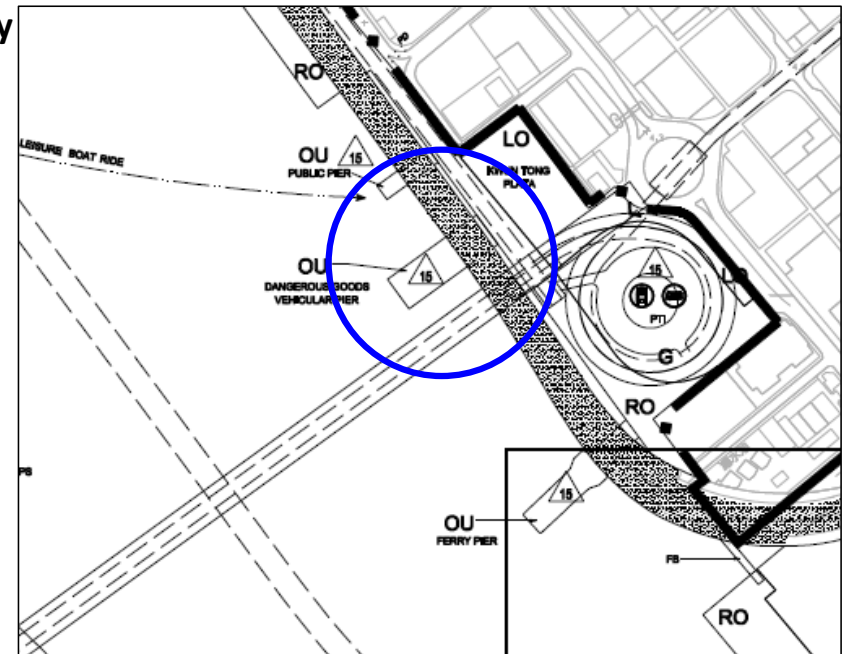 y
RO
LEISURE BOAT RIDE
OU
15
PUBLIC PIER
LO
KWUN TONG
PLAZA
OU
15
DANGEROUS GOODS
VEHICULAR PIER
15
LO
PTI
G
RO
PS
15
OU
FERRY PIER
FB
RO